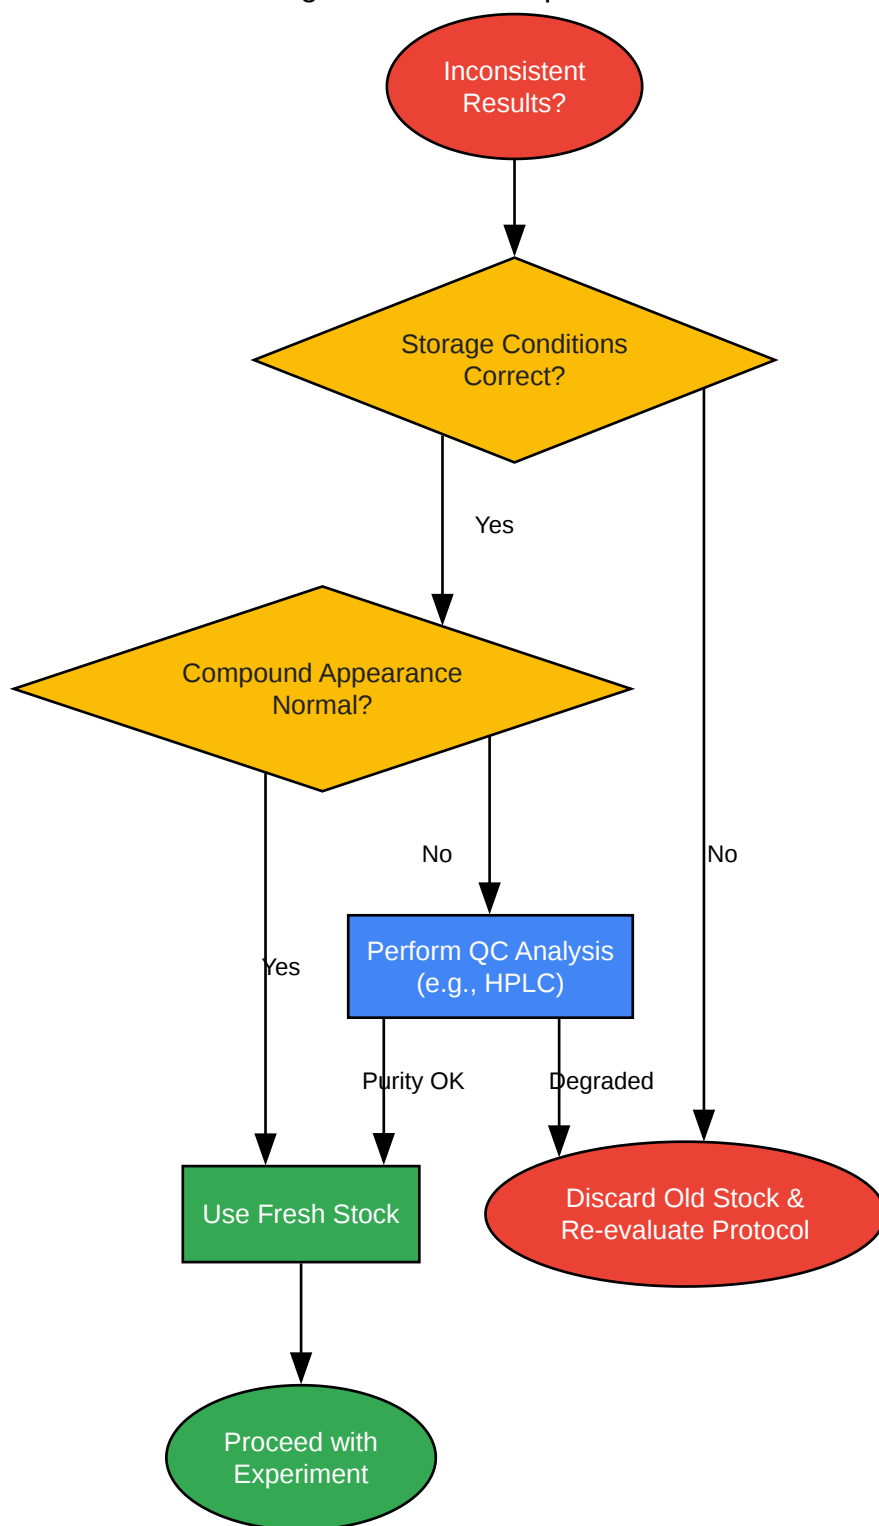 Inconsistent
Results?
Storage Conditions
Correct?
Yes
Compound Appearance
Normal?
No
No
Yes
Perform QC Analysis
(e.g., HPLC)
Purity OK
Degraded
Use Fresh Stock
Discard Old Stock &
Re-evaluate Protocol
Proceed with
Experiment